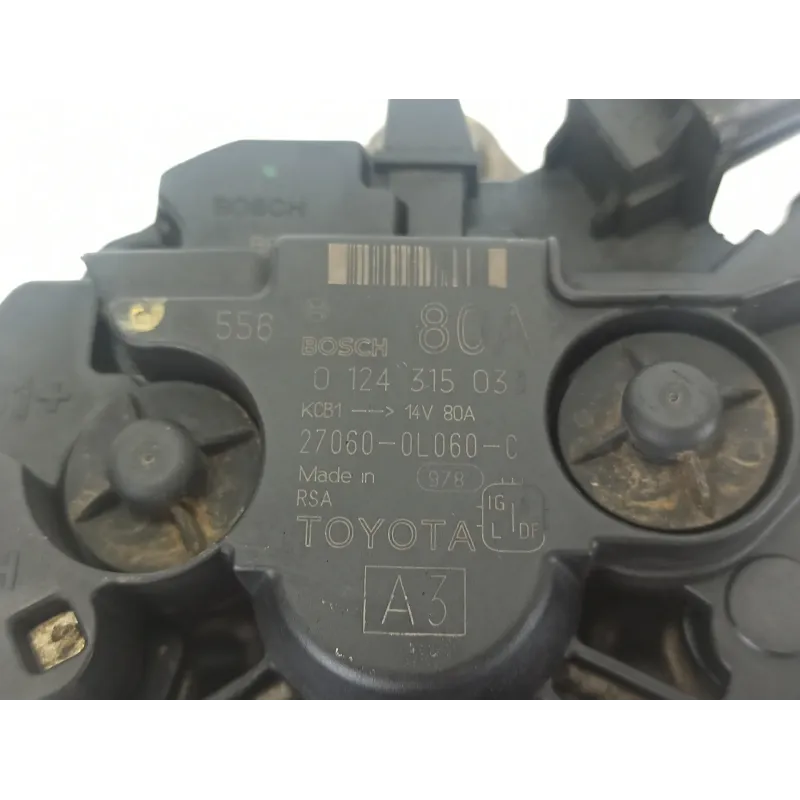 BOSCH
556
BOSCH
80A
0 124 315 03
KCB1 --> 14V 80A
27060-0L060-C
Made in
978
RSA
IG
L
DF
TOYOTA
A3